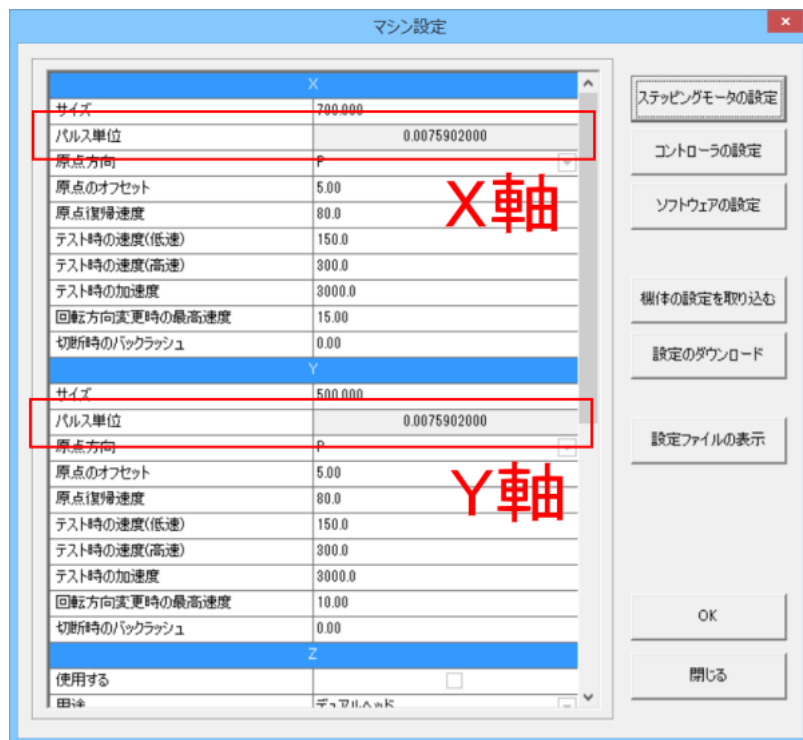 マシン設定
X
サイズ 700.000
パルス単位 0.0075902000
原点方向 P
原点のオフセット 5.00
原点復帰速度 80.0
テスト時の速度(低速) 150.0
テスト時の速度(高速) 300.0
テスト時の加速度 3000.0
回転方向変更時の最高速度 15.00
切断時のバックラッシュ 0.00
X軸
Y
サイズ 500.000
パルス単位 0.0075902000
原点方向 P
原点のオフセット 5.00
原点復帰速度 80.0
テスト時の速度(低速) 150.0
テスト時の速度(高速) 300.0
テスト時の加速度 3000.0
回転方向変更時の最高速度 10.00
切断時のバックラッシュ 0.00
Y軸
Z
使用する
用途 デュアルヘッド
ステッピングモータの設定
コントローラの設定
ソフトウェアの設定
機体の設定を取り込む
設定のダウンロード
設定ファイルの表示
OK
閉じる